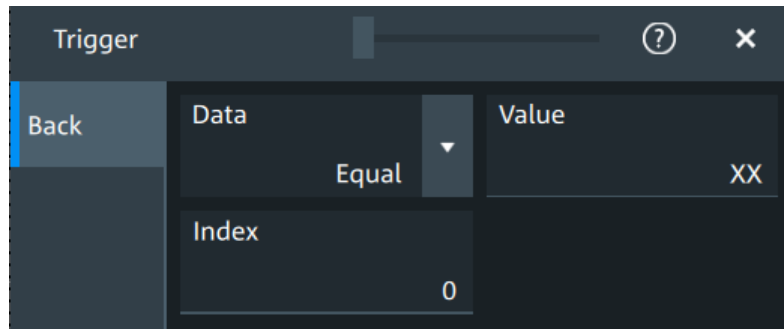 Trigger
?
×
Back
Data
Equal
Value
XX
Index
0